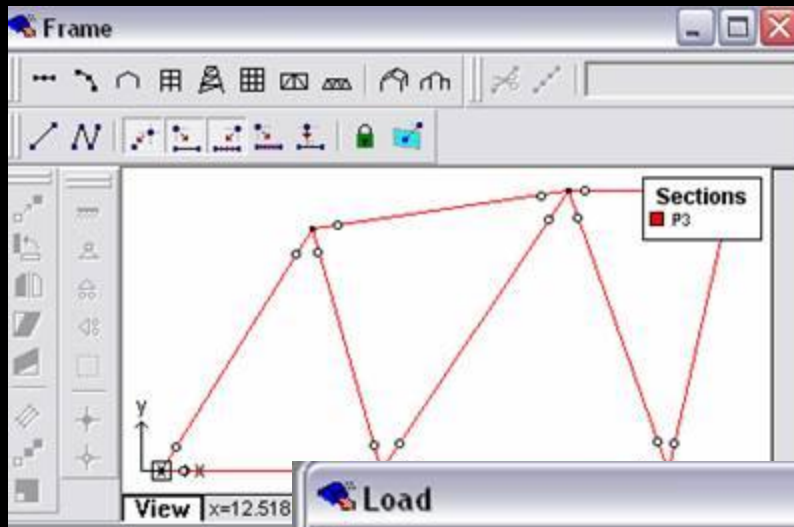 Frame
Sections
P3
y
x
View x=12.518
Load